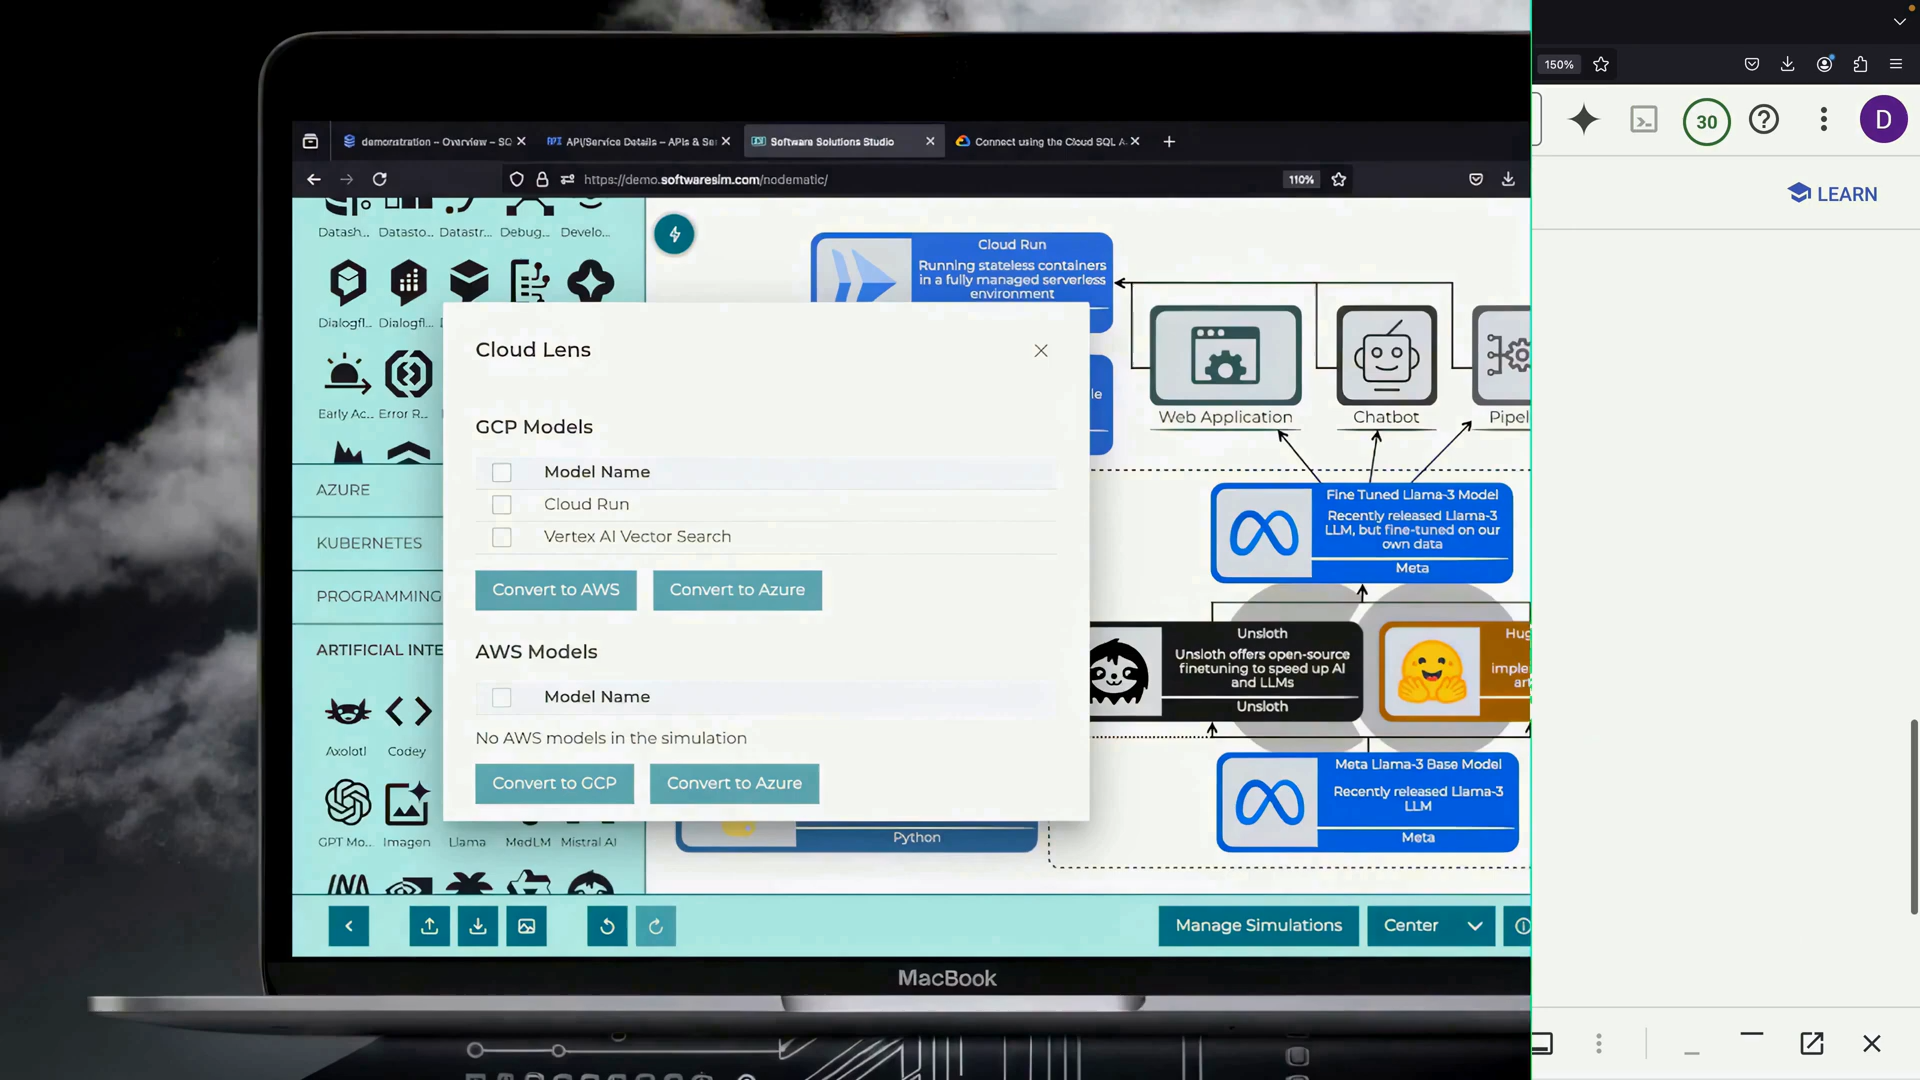 demonstration – Overview – SQ
API/Service Details – APIs & Ser
Software Solutions Studio
Connect using the Cloud SQL A
https://demo.softwaresim.com/nodematic/
110%
150%
30
D
LEARN
Datash...
Datasto...
Datastr...
Debug...
Develo...
Dialogfl...
Dialogfl...
Early Ac...
Error R...
AZURE
KUBERNETES
PROGRAMMING
ARTIFICIAL INTE
Axolotl
Codey
GPT Mo...
Imagen
Llama
MedLM
Mistral AI
Cloud Run
Running stateless containers
in a fully managed serverless
environment
le
Web Application
Chatbot
Pipel
Cloud Lens
GCP Models
Model Name
Cloud Run
Vertex AI Vector Search
Convert to AWS
Convert to Azure
AWS Models
Model Name
No AWS models in the simulation
Convert to GCP
Convert to Azure
Fine Tuned Llama-3 Model
Recently released Llama-3
LLM, but fine-tuned on our
own data
Meta
Unsloth
Unsloth offers open-source
finetuning to speed up AI
and LLMs
Unsloth
Hug
imple
art
Meta Llama-3 Base Model
Recently released Llama-3
LLM
Meta
Python
Manage Simulations
Center
MacBook